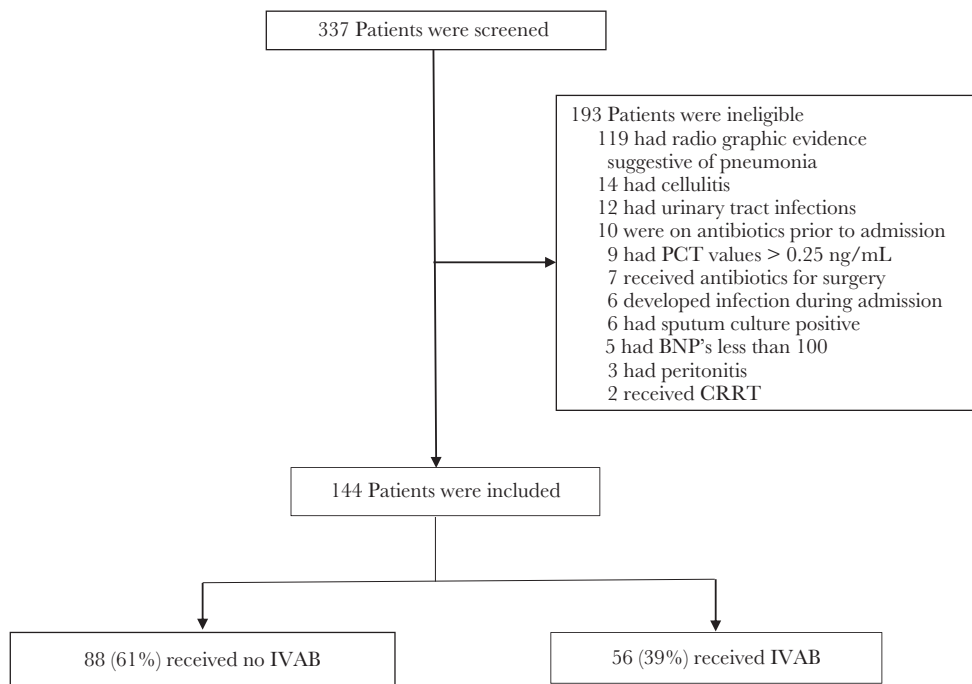 337 Patients were screened
193 Patients were ineligible
119 had radio graphic evidence
suggestive of pneumonia
14 had cellulitis
12 had urinary tract infections
10 were on antibiotics prior to admission
9 had PCT values > 0.25 ng/mL
7 received antibiotics for surgery
6 developed infection during admission
6 had sputum culture positive
5 had BNP’s less than 100
3 had peritonitis
2 received CRRT
144 Patients were included
88 (61%) received no IVAB
56 (39%) received IVAB